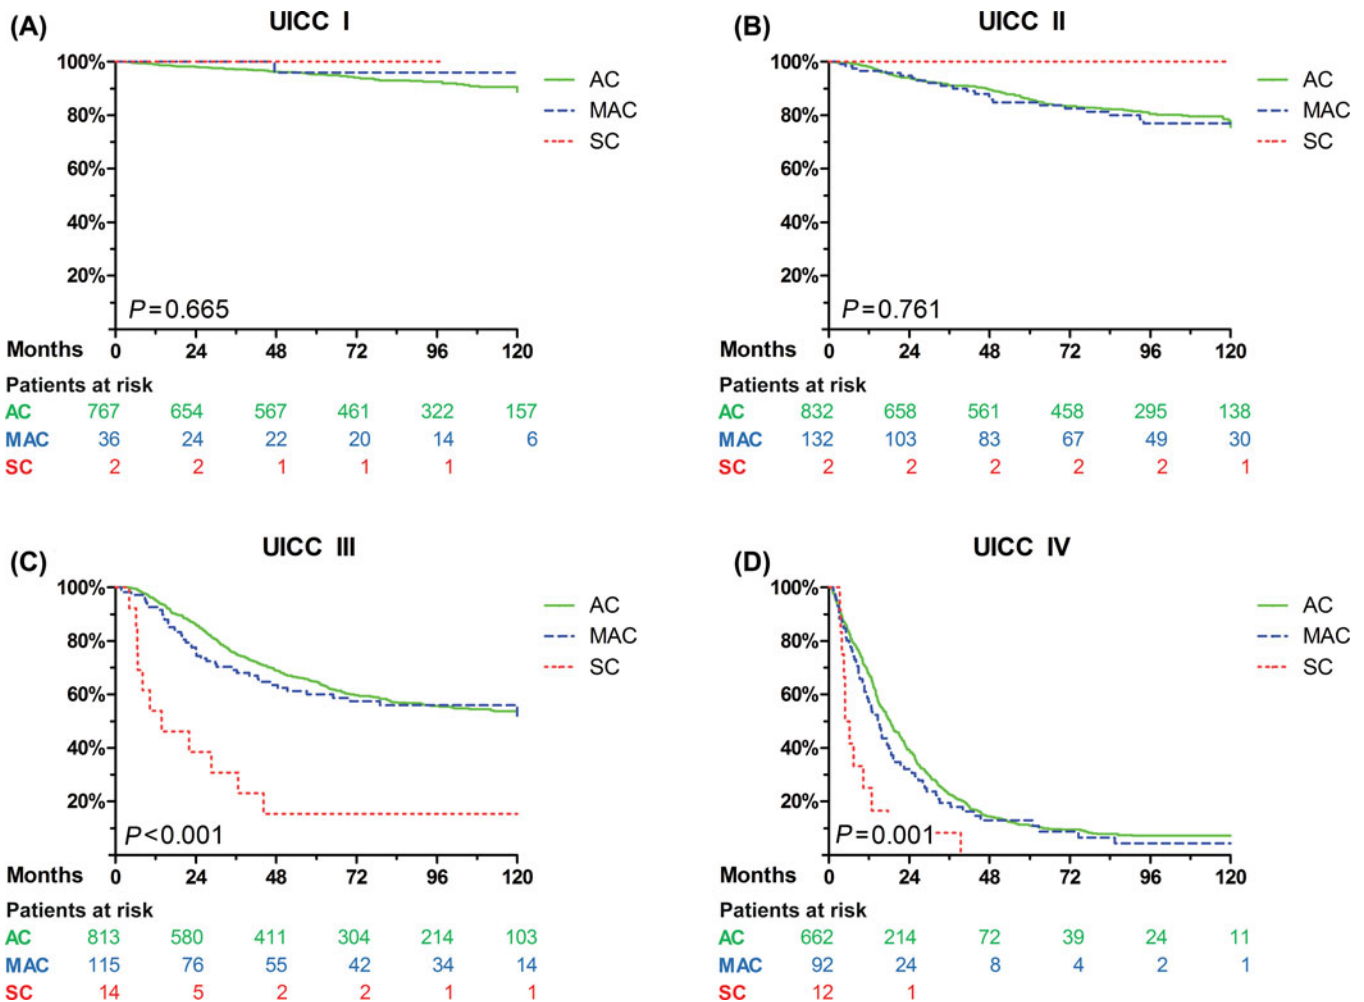 (A) UICC I
100%
80%
60%
40%
20%
AC
MAC
SC
P=0.665
Months 0 24 48 72 96 120
Patients at risk
AC 767 654 567 461 322 157
MAC 36 24 22 20 14 6
SC 2 2 1 1 1
(B) UICC II
100%
80%
60%
40%
20%
AC
MAC
SC
P=0.761
Months 0 24 48 72 96 120
Patients at risk
AC 832 658 561 458 295 138
MAC 132 103 83 67 49 30
SC 2 2 2 2 2 1
(C) UICC III
100%
80%
60%
40%
20%
AC
MAC
SC
P<0.001
Months 0 24 48 72 96 120
Patients at risk
AC 813 580 411 304 214 103
MAC 115 76 55 42 34 14
SC 14 5 2 2 1 1
(D) UICC IV
100%
80%
60%
40%
20%
AC
MAC
SC
P=0.001
Months 0 24 48 72 96 120
Patients at risk
AC 662 214 72 39 24 11
MAC 92 24 8 4 2 1
SC 12 1